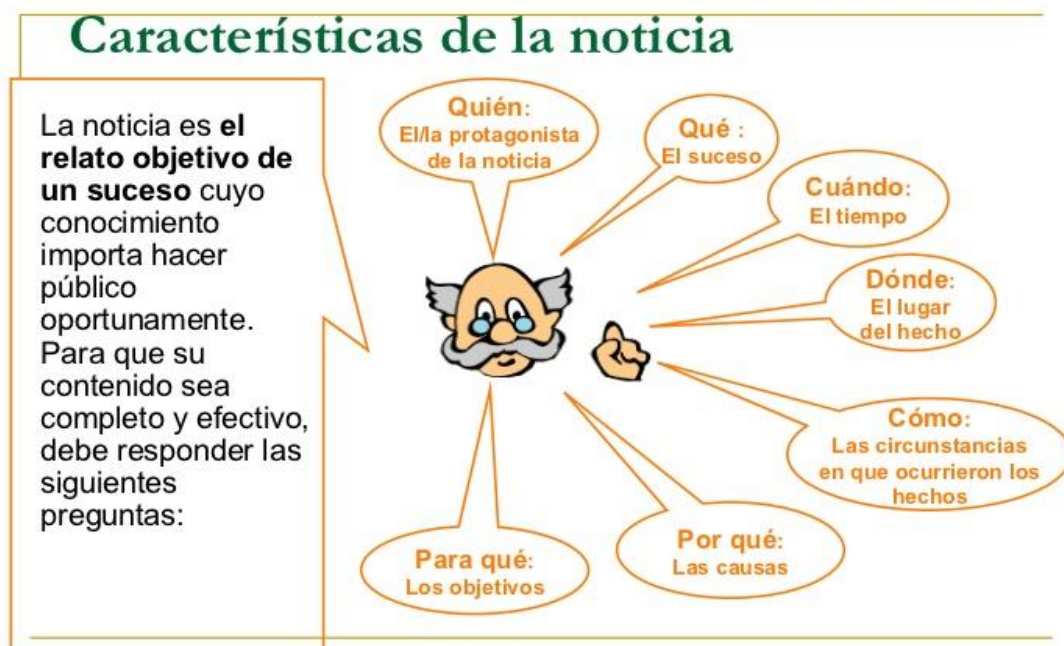 Características de la noticia
La noticia es el
relato objetivo de
un suceso cuyo
conocimiento
importa hacer
público
oportunamente.
Para que su
contenido sea
completo y efectivo,
debe responder las
siguientes
preguntas:
Quién:
El/la protagonista
de la noticia
Qué :
El suceso
Cuándo:
El tiempo
Dónde:
El lugar
del hecho
Cómo:
Las circunstancias
en que ocurrieron los
hechos
Por qué:
Las causas
Para qué:
Los objetivos